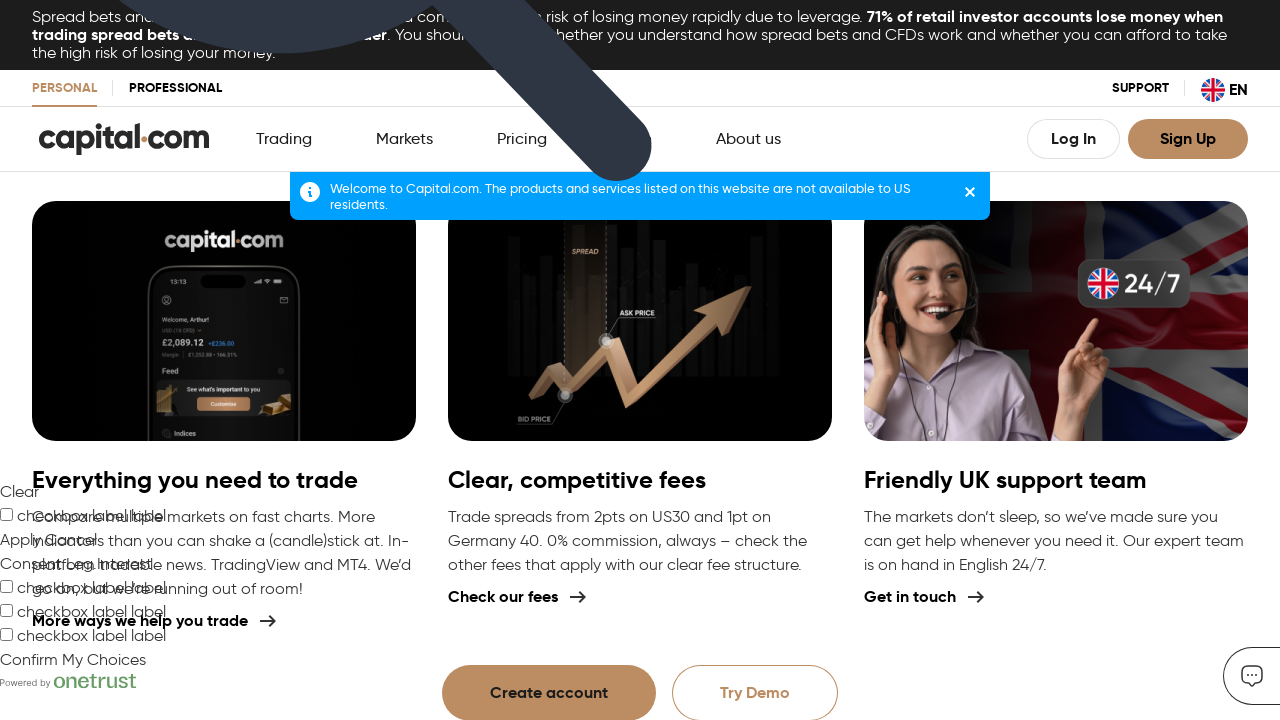 Spread bets and risk of losing money rapidly due to leverage. 71% of retail investor accounts lose money when
trading spread bets . You should whether you understand how spread bets and CFDs work and whether you can afford to take
the high risk of losing your money.
PERSONAL PROFESSIONAL SUPPORT EN
capital.com Trading Markets Pricing About us Log In Sign Up
Welcome to Capital.com. The products and services listed on this website are not available to US
residents.
capital.com
13:13
Welcome, Arthur!
USD (1:8 CFD)
£2,089.12 +£236.00
Margin £1,252.88 • 166.31%
Feed
See what's important to you
Customise
Indices
SPREAD
ASK PRICE
BID PRICE
24/7
Everything you need to trade
Compare multiple markets on fast charts. More
indicators than you can shake a (candle)stick at. In-
platform tradable news. TradingView and MT4. We'd
go on, but we're running out of room!
More ways we help you trade
Clear, competitive fees
Trade spreads from 2pts on US30 and 1pt on
Germany 40. 0% commission, always – check the
other fees that apply with our clear fee structure.
Check our fees
Friendly UK support team
The markets don't sleep, so we've made sure you
can get help whenever you need it. Our expert team
is on hand in English 24/7.
Get in touch
Clear
checkbox label label
Apply Cancel
Consent Leg.Interest
checkbox label label
checkbox label label
checkbox label label
Confirm My Choices
Powered by onetrust
Create account Try Demo